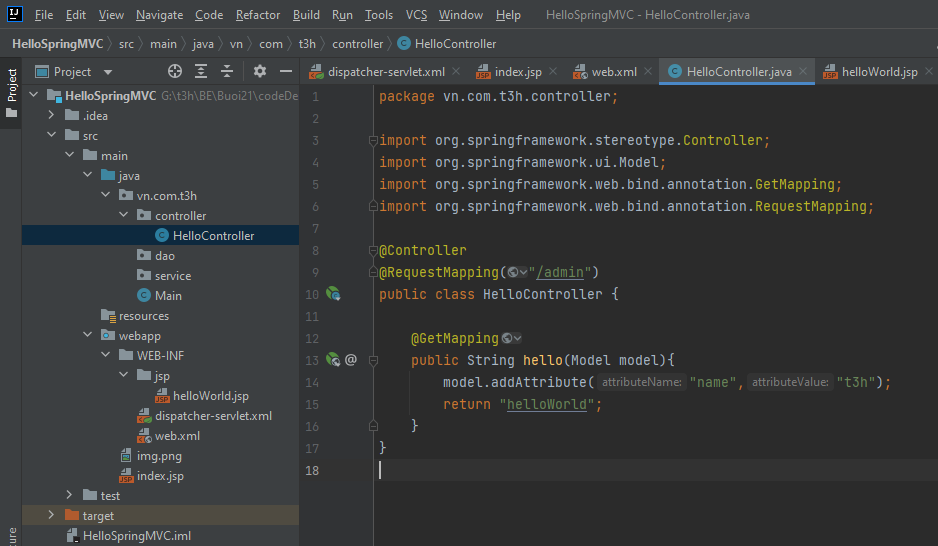 File Edit View Navigate Code Refactor Build Run Tools VCS Window Help HelloSpringMVC - HelloController.java
HelloSpringMVC src main java vn com t3h controller HelloController
Project
Project
dispatcher-servlet.xml index.jsp web.xml HelloController.java helloWorld.jsp
HelloSpringMVC G:\t3h\BE\Buoi21\codeDe
.idea
src
main
java
vn.com.t3h
controller
HelloController
dao
service
Main
resources
webapp
WEB-INF
jsp
helloWorld.jsp
dispatcher-servlet.xml
web.xml
img.png
index.jsp
test
target
HelloSpringMVC.iml
1 package vn.com.t3h.controller;
2
3 import org.springframework.stereotype.Controller;
4 import org.springframework.ui.Model;
5 import org.springframework.web.bind.annotation.GetMapping;
6 import org.springframework.web.bind.annotation.RequestMapping;
7
8 @Controller
9 @RequestMapping("/admin")
10 public class HelloController {
11
12 @GetMapping
13 @ public String hello(Model model){
14 model.addAttribute( attributeName: "name", attributeValue: "t3h");
15 return "helloWorld";
16 }
17 }
18